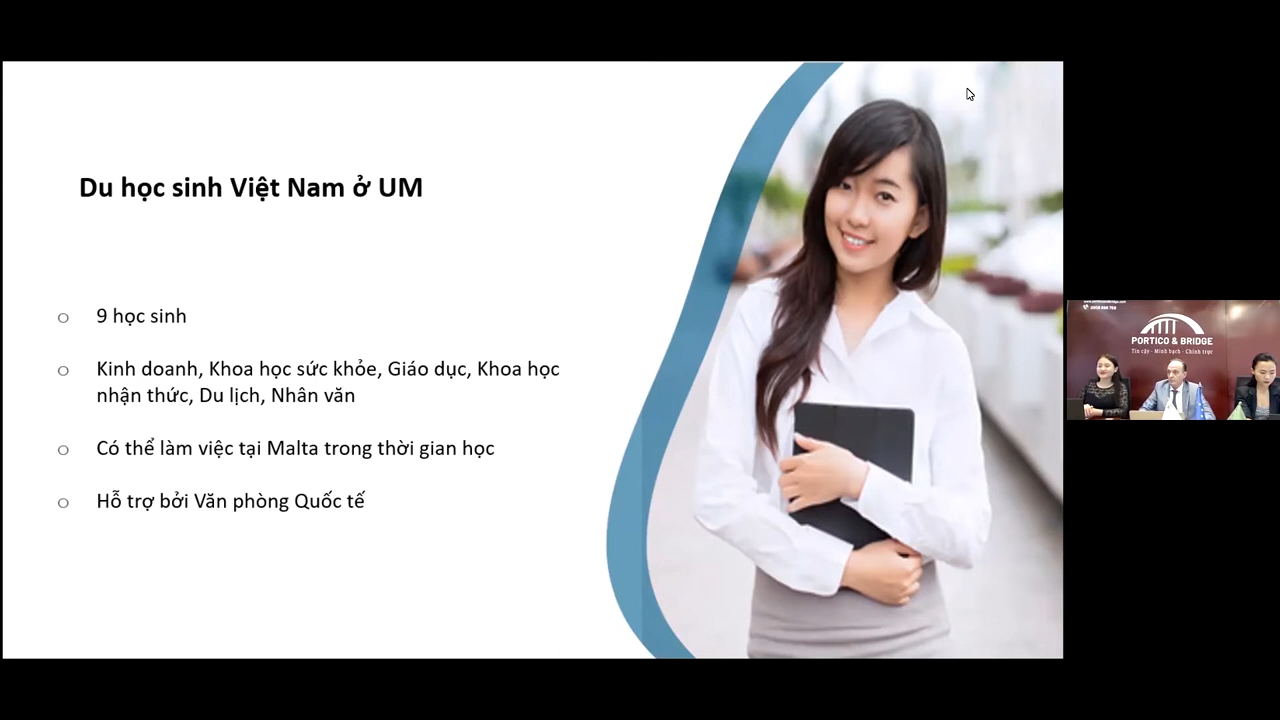 Du học sinh Việt Nam ở UM
9 học sinh
Kinh doanh, Khoa học sức khỏe, Giáo dục, Khoa học
nhận thức, Du lịch, Nhân văn
Có thể làm việc tại Malta trong thời gian học
Hỗ trợ bởi Văn phòng Quốc tế
PORTICO & BRIDGE
Tin cậy - Minh bạch - Chính trực